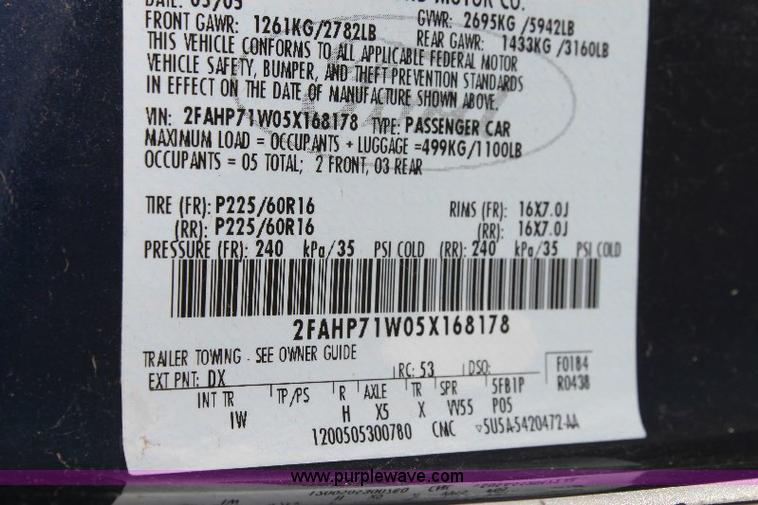 DATE: 05/05 MOTOR CO.
FRONT GAWR: 1261KG/2782LB GVWR: 2695KG /5942LB
THIS VEHICLE CONFORMS TO ALL APPLICABLE FEDERAL MOTOR REAR GAWR: 1433KG /3160LB
VEHICLE SAFETY, BUMPER, AND THEFT PREVENTION STANDARDS
IN EFFECT ON THE DATE OF MANUFACTURE SHOWN ABOVE.
VIN: 2FAHP71W05X168178 TYPE: PASSENGER CAR
MAXIMUM LOAD = OCCUPANTS + LUGGAGE =499KG/1100LB
OCCUPANTS = 05 TOTAL; 2 FRONT, 03 REAR
TIRE (FR): P225/60R16 RIMS (FR): 16X7.0J
(RR): P225/60R16 (RR): 16X7.0J
PRESSURE (FR): 240 kPa/35 PSI COLD (RR): 240 kPa/35 PSI COLD
2FAHP71W05X168178
TRAILER TOWING - SEE OWNER GUIDE
EXT PNT: DX RC: 53 DSO: F0184
R0438
INT TR TP/PS R AXLE TR SPR 5FB1P
IW H X5 X VV55 P05
1200505300780 CMC 5U5A-5420472-AA
www.purplewave.com